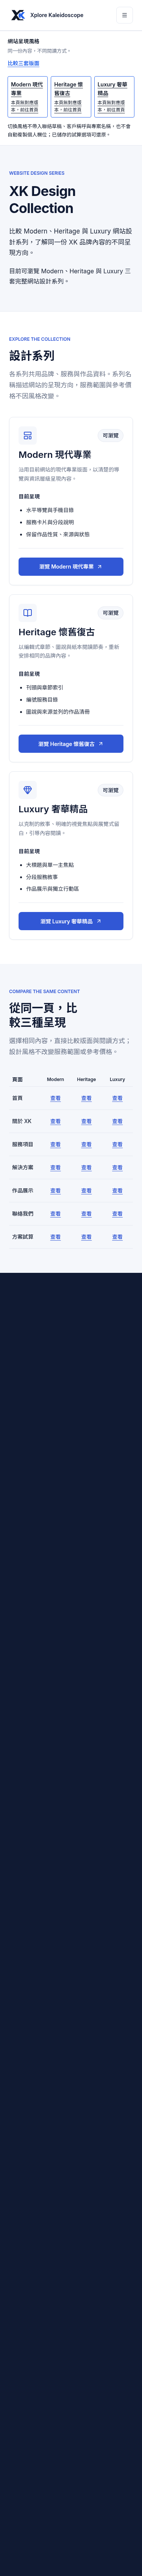 Xplore Kaleidoscope
網站呈現風格
同一份內容，不同閱讀方式。
比較三套版面
Modern 現代專業
本頁無對應版本，前往首頁
Heritage 懷舊復古
本頁無對應版本，前往首頁
Luxury 奢華精品
本頁無對應版本，前往首頁
切換風格不帶入聯絡草稿、客戶稱呼與專案名稱，也不會自動複製個人欄位；已儲存的試算選項可還原。
WEBSITE DESIGN SERIES
XK Design
Collection
比較 Modern、Heritage 與 Luxury 網站設
計系列，了解同一份 XK 品牌內容的不同呈
現方向。
目前可瀏覽 Modern、Heritage 與 Luxury 三
套完整網站設計系列。
EXPLORE THE COLLECTION
設計系列
各系列共用品牌、服務與作品資料。系列名
稱描述網站的呈現方向，服務範圍與參考價
格不因風格改變。
可瀏覽
Modern 現代專業
沿用目前網站的現代專業版面，以清楚的導
覽與資訊層級呈現內容。
目前呈現
水平導覽與手機目錄
服務卡片與分段說明
保留作品性質、來源與狀態
瀏覽 Modern 現代專業 ↗
可瀏覽
Heritage 懷舊復古
以編輯式章節、圖說與紙本閱讀節奏，重新
安排相同的品牌內容。
目前呈現
刊頭與章節索引
編號服務目錄
圖說與來源並列的作品清冊
瀏覽 Heritage 懷舊復古 ↗
可瀏覽
Luxury 奢華精品
以克制的敘事、明確的視覺焦點與展覽式留
白，引導內容閱讀。
目前呈現
大標題與單一主焦點
分段服務敘事
作品展示與獨立行動區
瀏覽 Luxury 奢華精品 ↗
COMPARE THE SAME CONTENT
從同一頁，比
較三種呈現
選擇相同內容，直接比較版面與閱讀方式；
設計風格不改變服務範圍或參考價格。
頁面 Modern Heritage Luxury
首頁 查看 查看 查看
關於 XK 查看 查看 查看
服務項目 查看 查看 查看
解決方案 查看 查看 查看
作品展示 查看 查看 查看
聯絡我們 查看 查看 查看
方案試算 查看 查看 查看